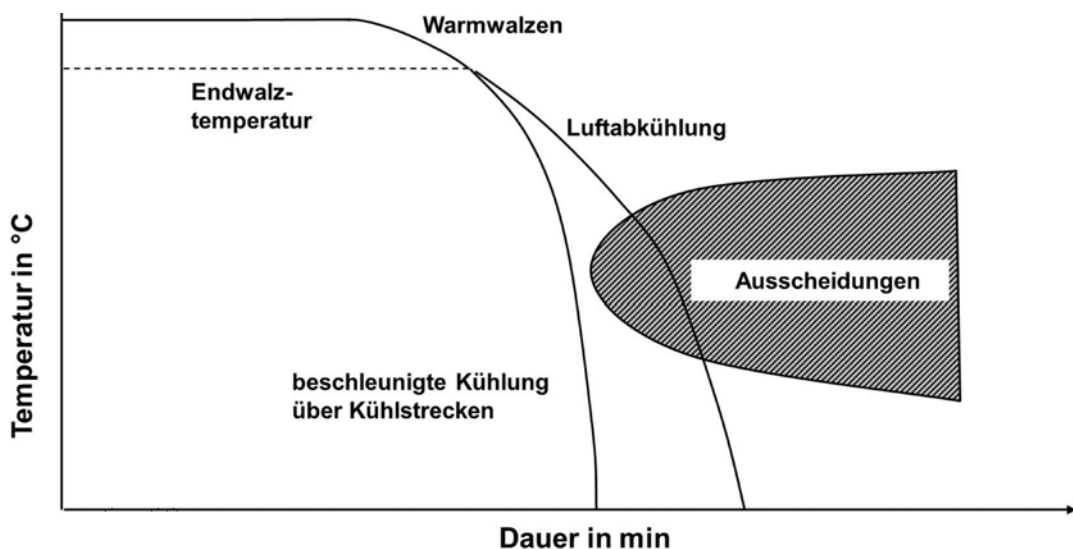 Warmwalzen
Endwalz-
temperatur
Luftabkühlung
Temperatur in °C
Ausscheidungen
beschleunigte Kühlung
über Kühlstrecken
Dauer in min